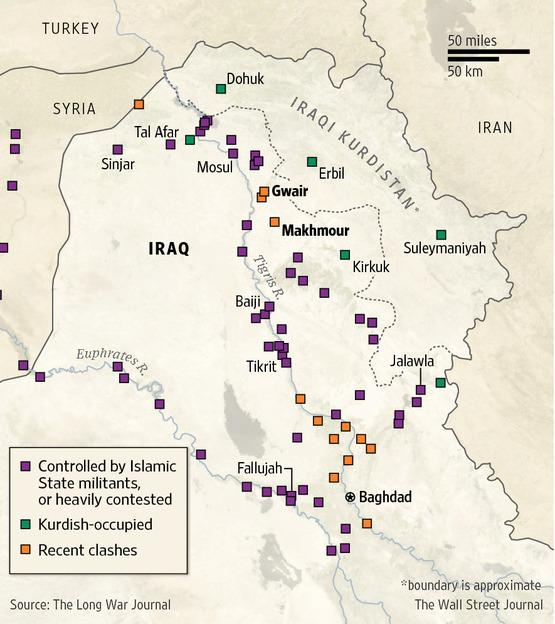 TURKEY
50 miles
50 km
Dohuk
SYRIA
IRAQI KURDISTAN*
IRAN
Tal Afar
Sinjar
Mosul
Erbil
Gwair
Makhmour
Suleymaniyah
IRAQ
Kirkuk
Tigris R.
Baiji
Euphrates R.
Tikrit
Jalawla
Controlled by Islamic
State militants,
or heavily contested
Kurdish-occupied
Recent clashes
Fallujah
Baghdad
*boundary is approximate
Source: The Long War Journal
The Wall Street Journal